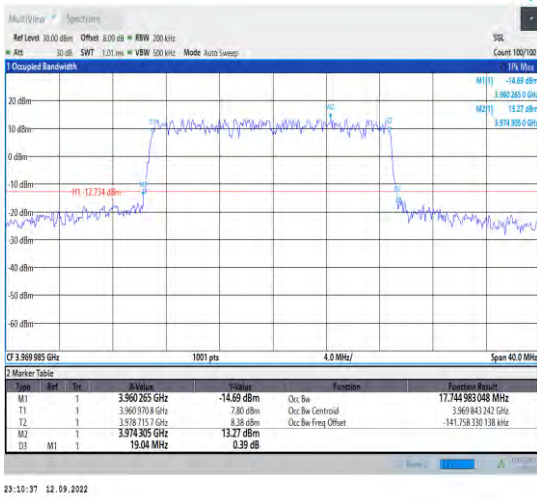 MultiView Spectrum
Ref Level 30.00 dBm Offset 8.09 dB RBW 200 kHz SGL
Att 30 dB SWT 1.01 ms VBW 500 kHz Mode Auto Sweep Count 100/100
1 Occupied Bandwidth 1Pk Max
M1[1] -14.69 dBm
3.960 265 0 GHz
M2[1] 13.27 dBm
3.974 305 0 GHz
20 dBm
10 dBm
T1
M2
T2
0 dBm
-10 dBm
H1 -12.734 dBm
M1
D3
-20 dBm
-30 dBm
-40 dBm
-50 dBm
-60 dBm
CF 3.969 985 GHz 1001 pts 4.0 MHz/ Span 40.0 MHz
2 Marker Table
Type Ref Trc X-Value Y-Value Function Function Result
M1 1 3.960 265 GHz -14.69 dBm Occ Bw 17.744 983 048 MHz
T1 1 3.960 970 8 GHz 7.80 dBm Occ Bw Centroid 3.969 843 242 GHz
T2 1 3.978 715 7 GHz 8.38 dBm Occ Bw Freq Offset -141.758 330 138 kHz
M2 1 3.974 305 GHz 13.27 dBm
D3 M1 1 19.04 MHz 0.39 dB
23:10:37 12.09.2022